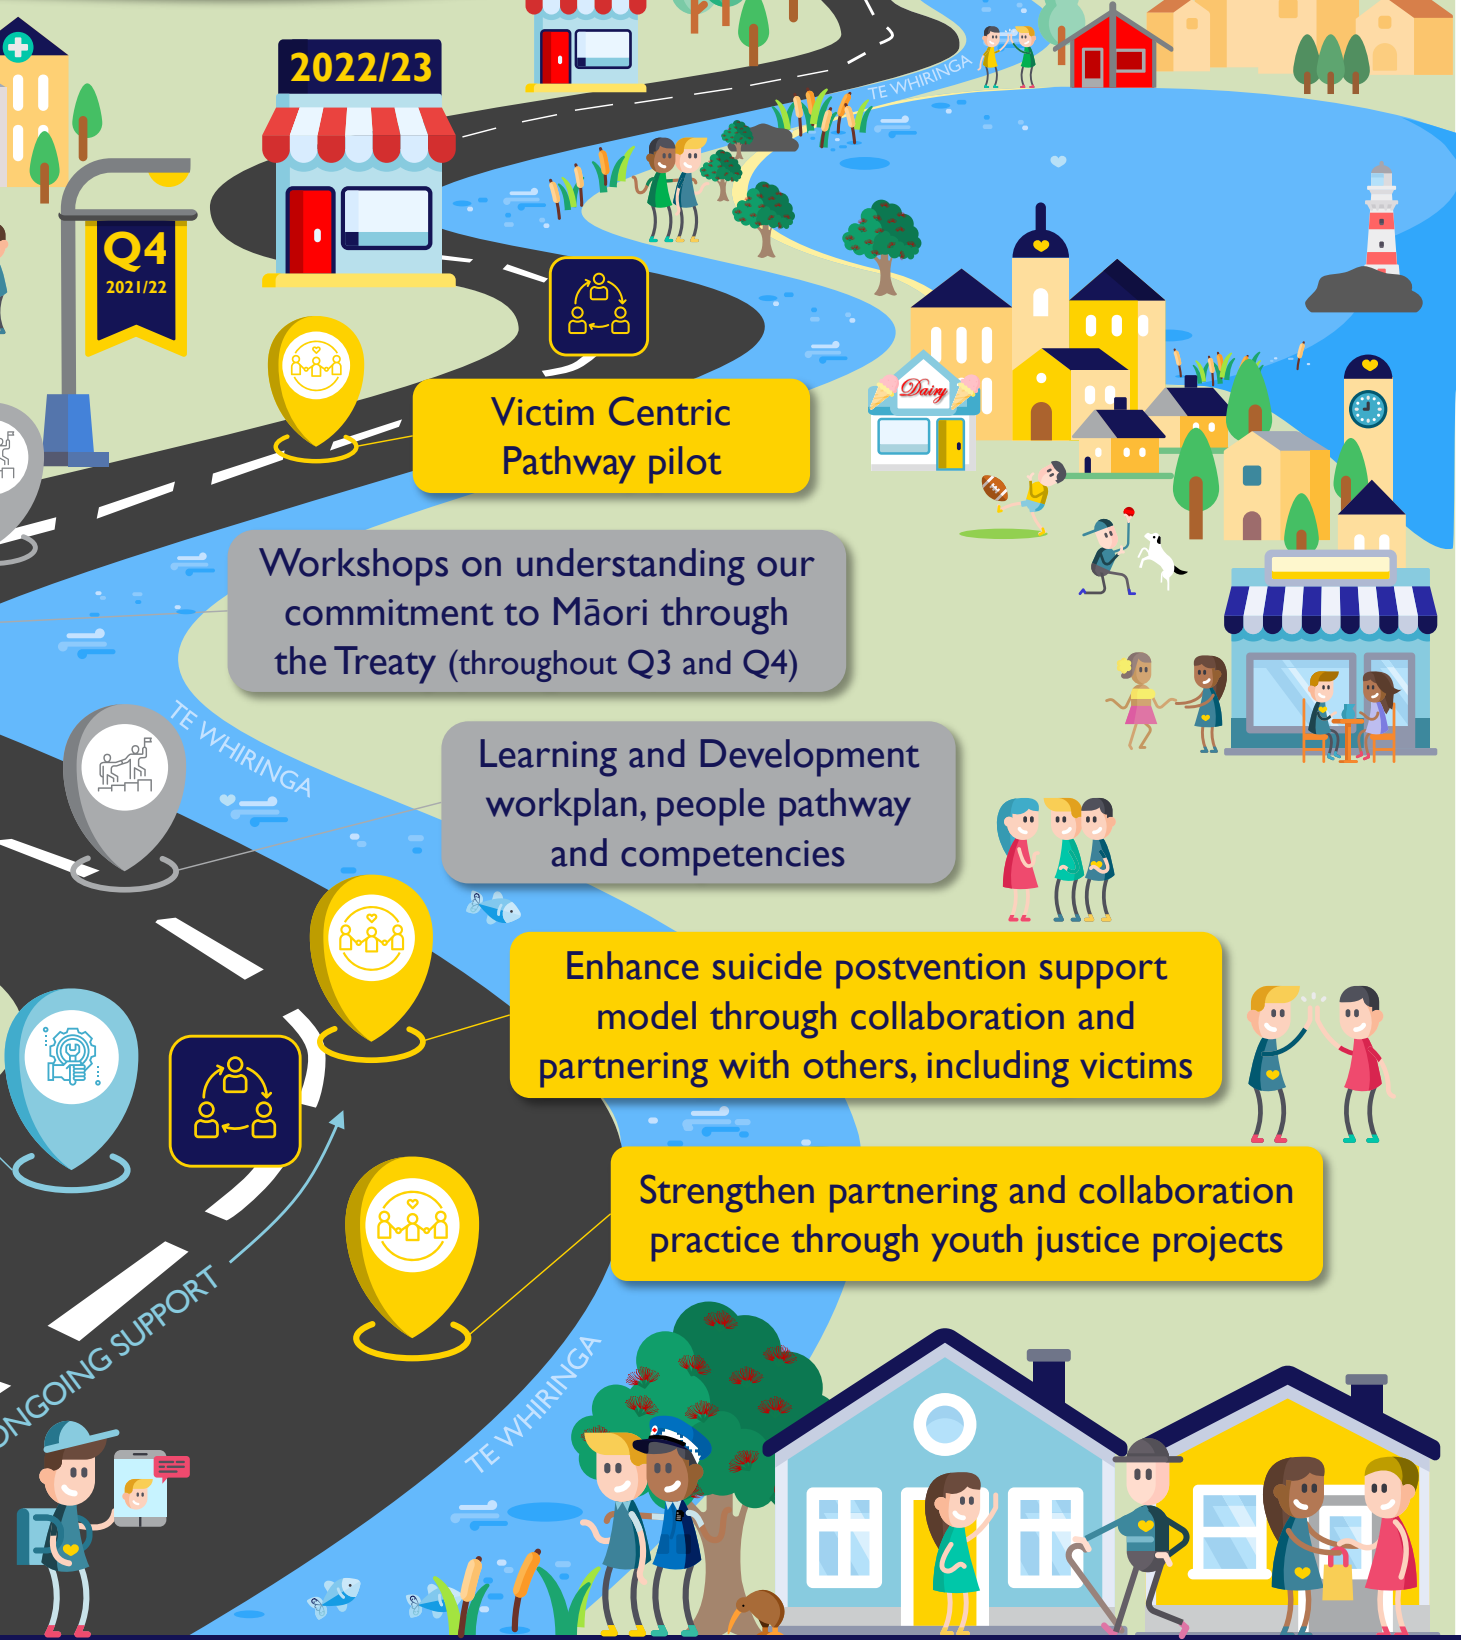 2022/23
TE WHIRINGA
Q4
2021/22
Dairy
Victim Centric
Pathway pilot
Workshops on understanding our
commitment to Māori through
the Treaty (throughout Q3 and Q4)
TE WHIRINGA
Learning and Development
workplan, people pathway
and competencies
Enhance suicide postvention support
model through collaboration and
partnering with others, including victims
Strengthen partnering and collaboration
practice through youth justice projects
ONGOING SUPPORT
TE WHIRINGA